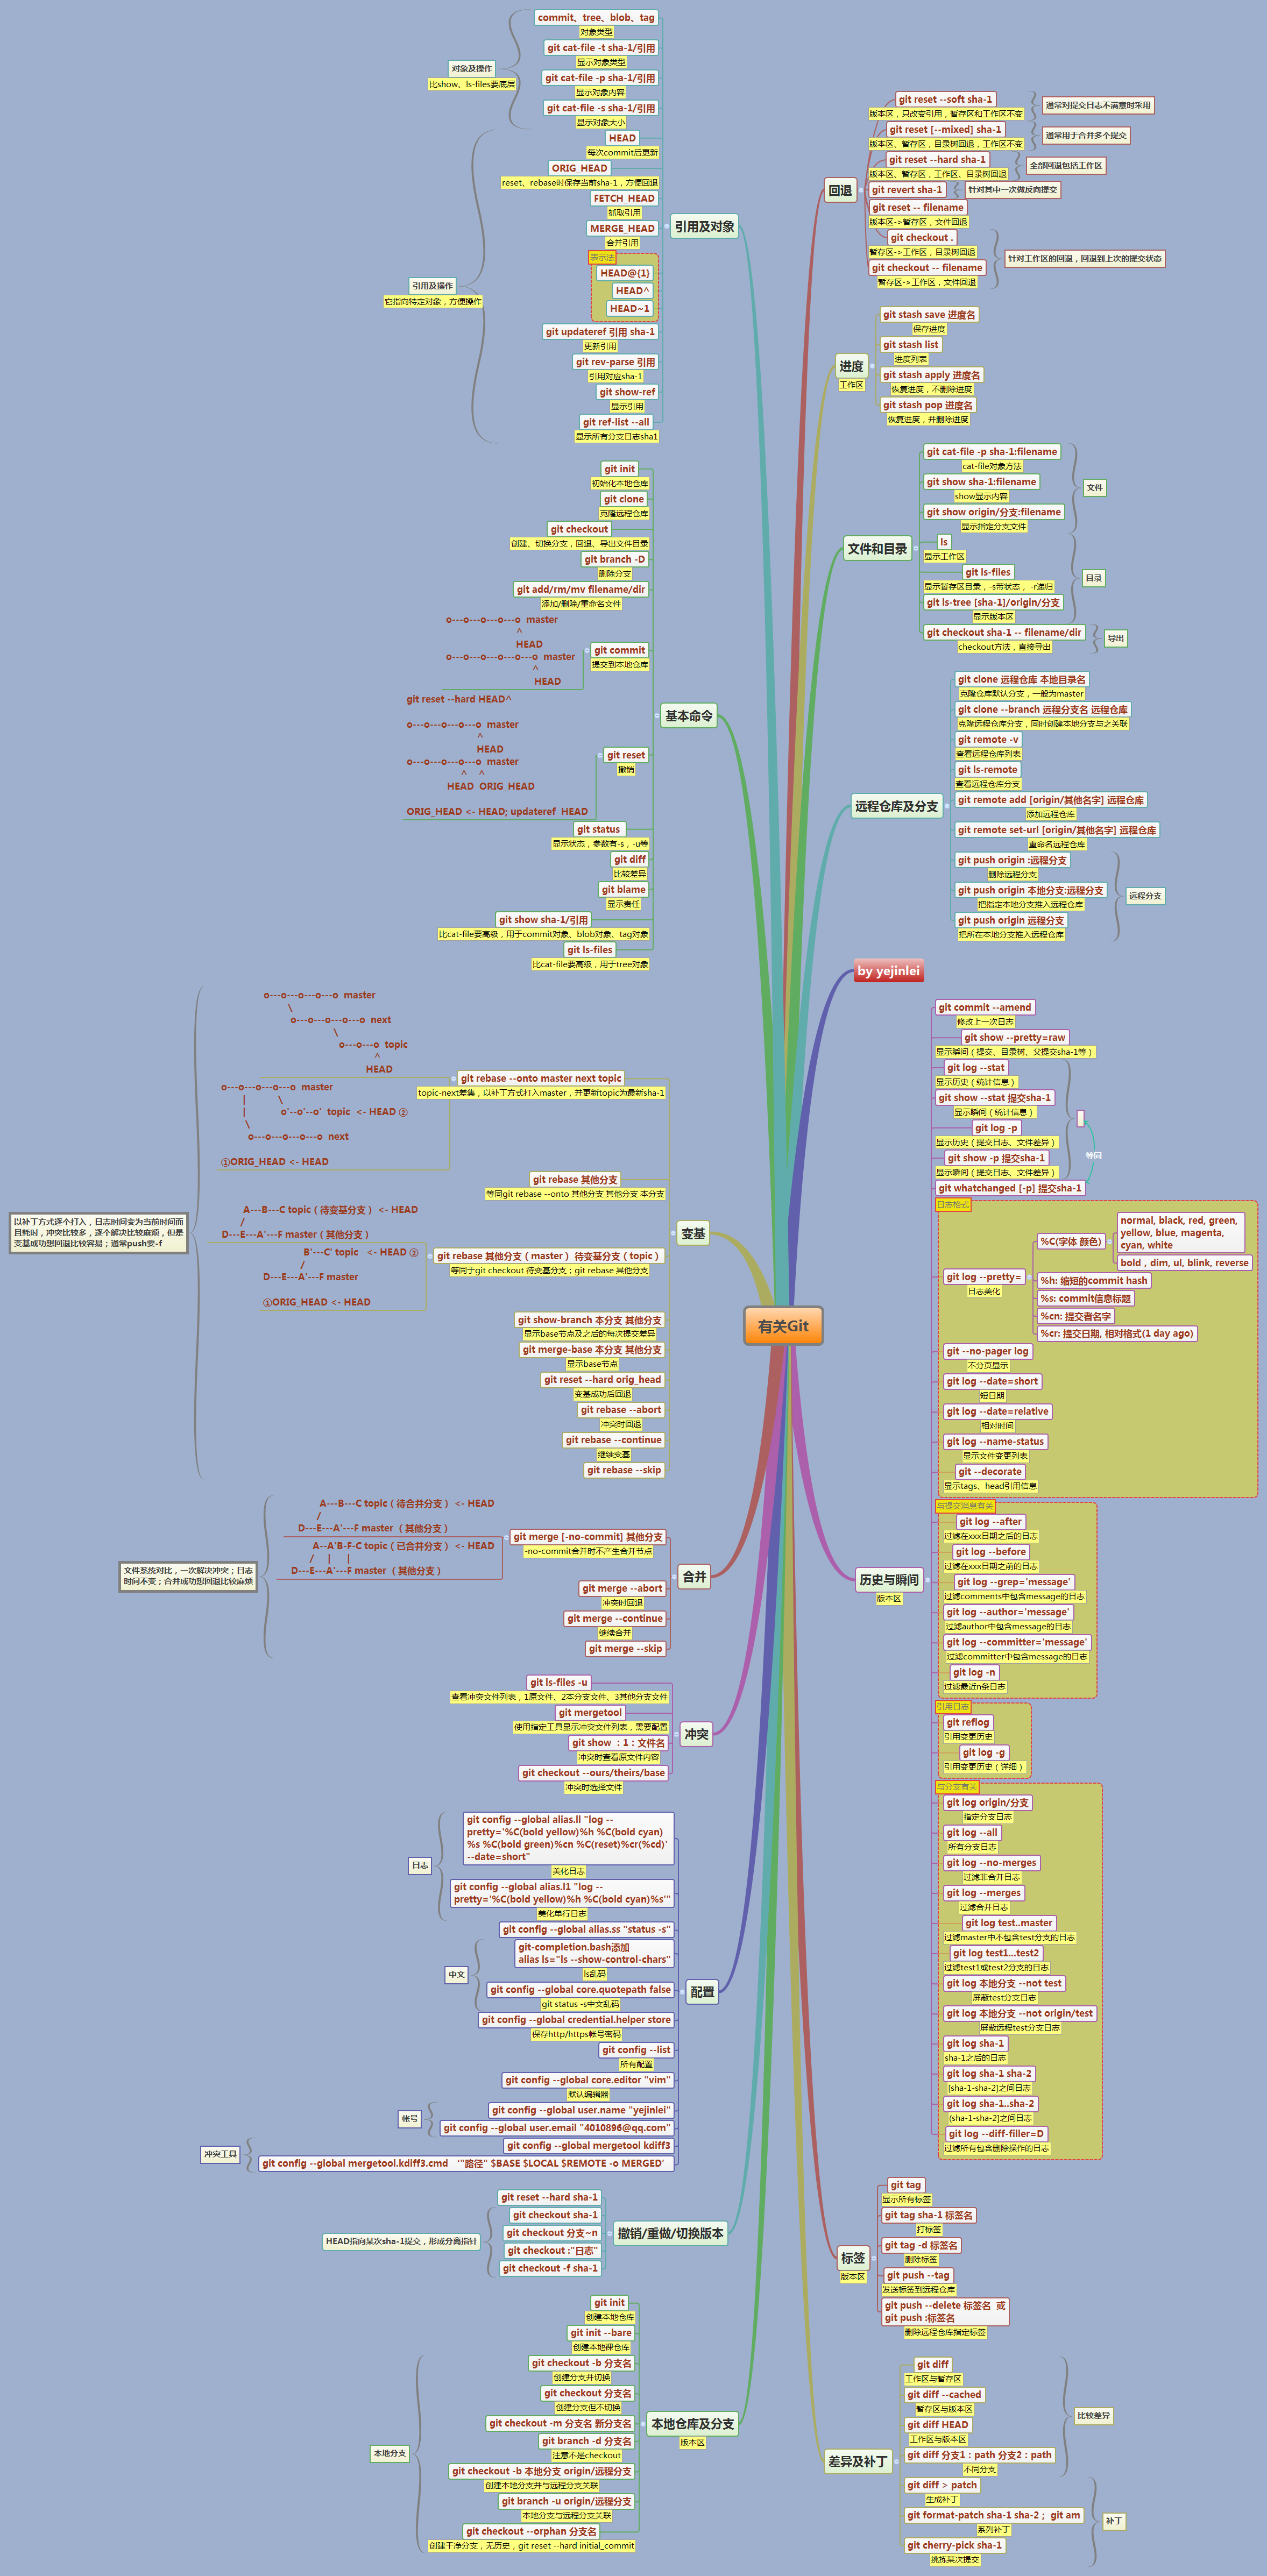 有关Git
引用及对象
对象及操作
比show、ls-files要底层
commit、tree、blob、tag
对象类型
git cat-file -t sha-1/引用
显示对象类型
git cat-file -p sha-1/引用
显示对象内容
git cat-file -s sha-1/引用
显示对象大小
引用及操作
它指向特定对象，方便操作
HEAD
每次commit后更新
ORIG_HEAD
reset、rebase时保存当前sha-1，方便回退
FETCH_HEAD
抓取引用
MERGE_HEAD
合并引用
表示法
HEAD@{1}
HEAD^
HEAD~1
git updateref 引用 sha-1
更新引用
git rev-parse 引用
引用对应sha-1
git show-ref
显示引用
git ref-list --all
显示所有分支日志sha1
基本命令
git init
初始化本地仓库
git clone
克隆远程仓库
git checkout
创建、切换分支，回退、导出文件目录
git branch -D
删除分支
git add/rm/mv filename/dir
添加/删除/重命名文件
git commit
提交到本地仓库
o---o---o---o---o master
^
HEAD
o---o---o---o---o---o master
^
HEAD
git reset
撤销
git reset --hard HEAD^
o---o---o---o---o master
^
HEAD
o---o---o---o---o master
^ ^
HEAD ORIG_HEAD
ORIG_HEAD <- HEAD; updateref HEAD
git status
显示状态，参数有-s，-u等
git diff
比较差异
git blame
显示责任
git show sha-1/引用
比cat-file要高级，用于commit对象、blob对象、tag对象
git ls-files
比cat-file要高级，用于tree对象
变基
以补丁方式逐个打入，日志时间变为当前时间而
且耗时，冲突比较多，逐个解决比较麻烦，但是
变基成功想回退比较容易；通常push要-f
git rebase --onto master next topic
topic-next差集，以补丁方式打入master，并更新topic为最新sha-1
o---o---o---o---o master
\
o---o---o---o---o next
\
o---o---o topic
^
HEAD
o---o---o---o---o---o master
| \
| o'--o'--o' topic <- HEAD ②
\
o---o---o---o---o next
①ORIG_HEAD <- HEAD
git rebase 其他分支
等同git rebase --onto 其他分支 其他分支 本分支
git rebase 其他分支（master） 待变基分支（topic）
等同于git checkout 待变基分支；git rebase 其他分支
A---B---C topic（待变基分支） <- HEAD
/
D---E---A'---F master（其他分支）
B'---C' topic <- HEAD ②
/
D---E---A'---F master
①ORIG_HEAD <- HEAD
git show-branch 本分支 其他分支
显示base节点及之后的每次提交差异
git merge-base 本分支 其他分支
显示base节点
git reset --hard orig_head
变基成功后回退
git rebase --abort
冲突时回退
git rebase --continue
继续变基
git rebase --skip
合并
文件系统对比，一次解决冲突；日志
时间不变；合并成功想回退比较麻烦
git merge [-no-commit] 其他分支
-no-commit合并时不产生合并节点
A---B---C topic（待合并分支） <- HEAD
/
D---E---A'---F master （其他分支）
A--A'B-F-C topic（已合并分支） <- HEAD
/ | |
D---E---A'---F master （其他分支）
git merge --abort
冲突时回退
git merge --continue
继续合并
git merge --skip
冲突
git ls-files -u
查看冲突文件列表，1原文件、2本分支文件、3其他分支文件
git mergetool
使用指定工具显示冲突文件列表，需要配置
git show ：1：文件名
冲突时查看原文件内容
git checkout --ours/theirs/base
冲突时选择文件
配置
日志
git config --global alias.ll "log --
pretty='%C(bold yellow)%h %C(bold cyan)
%s %C(bold green)%cn %C(reset)%cr(%cd)'
--date=short"
美化日志
git config --global alias.l1 "log --
pretty='%C(bold yellow)%h %C(bold cyan)%s'"
美化单行日志
git config --global alias.ss "status -s"
中文
git-completion.bash添加
alias ls="ls --show-control-chars"
ls乱码
git config --global core.quotepath false
git status -s中文乱码
git config --global credential.helper store
保存http/https帐号密码
git config --list
所有配置
git config --global core.editor "vim"
默认编辑器
帐号
git config --global user.name "yejinlei"
git config --global user.email "4010896@qq.com"
冲突工具
git config --global mergetool kdiff3
git config --global mergetool.kdiff3.cmd ‘"路径" $BASE $LOCAL $REMOTE -o MERGED’
撤销/重做/切换版本
HEAD指向某次sha-1提交，形成分离指针
git reset --hard sha-1
git checkout sha-1
git checkout 分支~n
git checkout :"日志"
git checkout -f sha-1
本地仓库及分支
版本区
本地分支
git init
创建本地仓库
git init --bare
创建本地裸仓库
git checkout -b 分支名
创建分支并切换
git checkout 分支名
创建分支但不切换
git checkout -m 分支名 新分支名
git branch -d 分支名
注意不是checkout
git checkout -b 本地分支 origin/远程分支
创建本地分支并与远程分支关联
git branch -u origin/远程分支
本地分支与远程分支关联
git checkout --orphan 分支名
创建干净分支，无历史，git reset --hard initial_commit
回退
git reset --soft sha-1
版本区，只改变引用，暂存区和工作区不变
通常对提交日志不满意时采用
git reset [--mixed] sha-1
版本区、暂存区，目录树回退，工作区不变
通常用于合并多个提交
git reset --hard sha-1
版本区、暂存区，工作区、目录树回退
全部回退包括工作区
git revert sha-1
针对其中一次做反向提交
git reset -- filename
版本区->暂存区，文件回退
git checkout .
暂存区->工作区，目录树回退
git checkout -- filename
暂存区->工作区，文件回退
针对工作区的回退，回退到上次的提交状态
进度
工作区
git stash save 进度名
保存进度
git stash list
进度列表
git stash apply 进度名
恢复进度，不删除进度
git stash pop 进度名
恢复进度，并删除进度
文件和目录
git cat-file -p sha-1:filename
cat-file对象方法
git show sha-1:filename
show显示内容
git show origin/分支:filename
显示指定分支文件
文件
ls
显示工作区
git ls-files
显示暂存区目录，-s带状态， -r递归
git ls-tree [sha-1]/origin/分支
显示版本区
目录
git checkout sha-1 -- filename/dir
checkout方法，直接导出
导出
远程仓库及分支
git clone 远程仓库 本地目录名
克隆仓库默认分支，一般为master
git clone --branch 远程分支名 远程仓库
克隆远程仓库分支，同时创建本地分支与之关联
git remote -v
查看远程仓库列表
git ls-remote
查看远程仓库分支
git remote add [origin/其他名字] 远程仓库
添加远程仓库
git remote set-url [origin/其他名字] 远程仓库
重命名远程仓库
git push origin :远程分支
删除远程分支
git push origin 本地分支:远程分支
把指定本地分支推入远程仓库
git push origin 远程分支
把所在本地分支推入远程仓库
远程分支
by yejinlei
历史与瞬间
版本区
git commit --amend
修改上一次日志
git show --pretty=raw
显示瞬间（提交、目录树、父提交sha-1等）
git log --stat
显示历史（统计信息）
git show --stat 提交sha-1
显示瞬间（统计信息）
git log -p
显示历史（提交日志、文件差异）
git show -p 提交sha-1
显示瞬间（提交日志、文件差异）
git whatchanged [-p] 提交sha-1
等同
日志格式
git log --pretty=
日志美化
%C(字体 颜色)
normal, black, red, green,
yellow, blue, magenta,
cyan, white
bold，dim, ul, blink, reverse
%h: 缩短的commit hash
%s: commit信息标题
%cn: 提交者名字
%cr: 提交日期, 相对格式(1 day ago)
git --no-pager log
不分页显示
git log --date=short
短日期
git log --date=relative
相对时间
git log --name-status
显示文件变更列表
git --decorate
显示tags、head引用信息
与提交消息有关
git log --after
过滤在xxx日期之后的日志
git log --before
过滤在xxx日期之前的日志
git log --grep='message'
过滤comments中包含message的日志
git log --author='message'
过滤author中包含message的日志
git log --committer='message'
过滤committer中包含message的日志
git log -n
过滤最近n条日志
引用日志
git reflog
引用变更历史
git log -g
引用变更历史（详细）
与分支有关
git log origin/分支
指定分支日志
git log --all
所有分支日志
git log --no-merges
过滤非合并日志
git log --merges
过滤合并日志
git log test..master
过滤master中不包含test分支的日志
git log test1...test2
过滤test1或test2分支的日志
git log 本地分支 --not test
屏蔽test分支日志
git log 本地分支 --not origin/test
屏蔽远程test分支日志
git log sha-1
sha-1之后的日志
git log sha-1 sha-2
[sha-1-sha-2]之间日志
git log sha-1..sha-2
(sha-1-sha-2]之间日志
git log --diff-filler=D
过滤所有包含删除操作的日志
标签
版本区
git tag
显示所有标签
git tag sha-1 标签名
打标签
git tag -d 标签名
删除标签
git push --tag
发送标签到远程仓库
git push --delete 标签名 或
git push :标签名
删除远程仓库指定标签
差异及补丁
git diff
工作区与暂存区
git diff --cached
暂存区与版本区
git diff HEAD
工作区与版本区
git diff 分支1：path 分支2：path
不同分支
比较差异
git diff > patch
生成补丁
git format-patch sha-1 sha-2； git am
系列补丁
git cherry-pick sha-1
挑拣某次提交
补丁